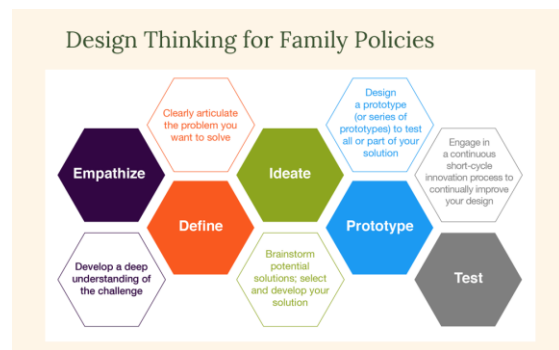 Design Thinking for Family Policies
Empathize
Develop a deep
understanding of
the challenge
Clearly articulate
the problem you
want to solve
Define
Ideate
Brainstorm
potential
solutions; select
and develop your
solution
Design
a prototype
(or series of
prototypes) to test
all or part of your
solution
Prototype
Engage in
a continuous
short-cycle
innovation process to
continually improve
your design
Test